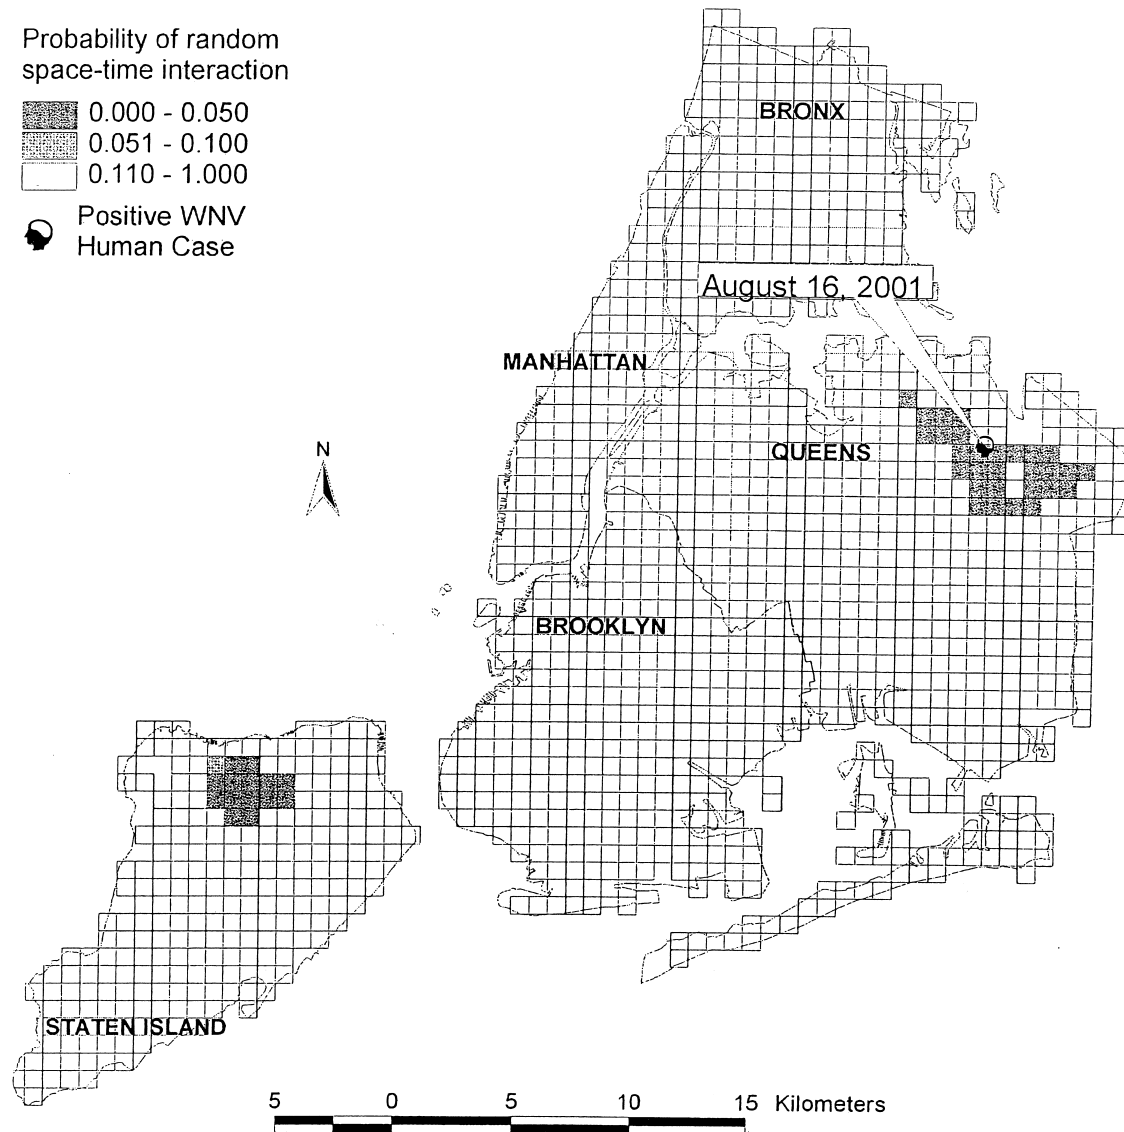 Probability of random
space-time interaction
0.000 - 0.050
0.051 - 0.100
0.110 - 1.000
Positive WNV
Human Case
BRONX
August 16, 2001
MANHATTAN
QUEENS
N
BROOKLYN
STATEN ISLAND
5 0 5 10 15 Kilometers